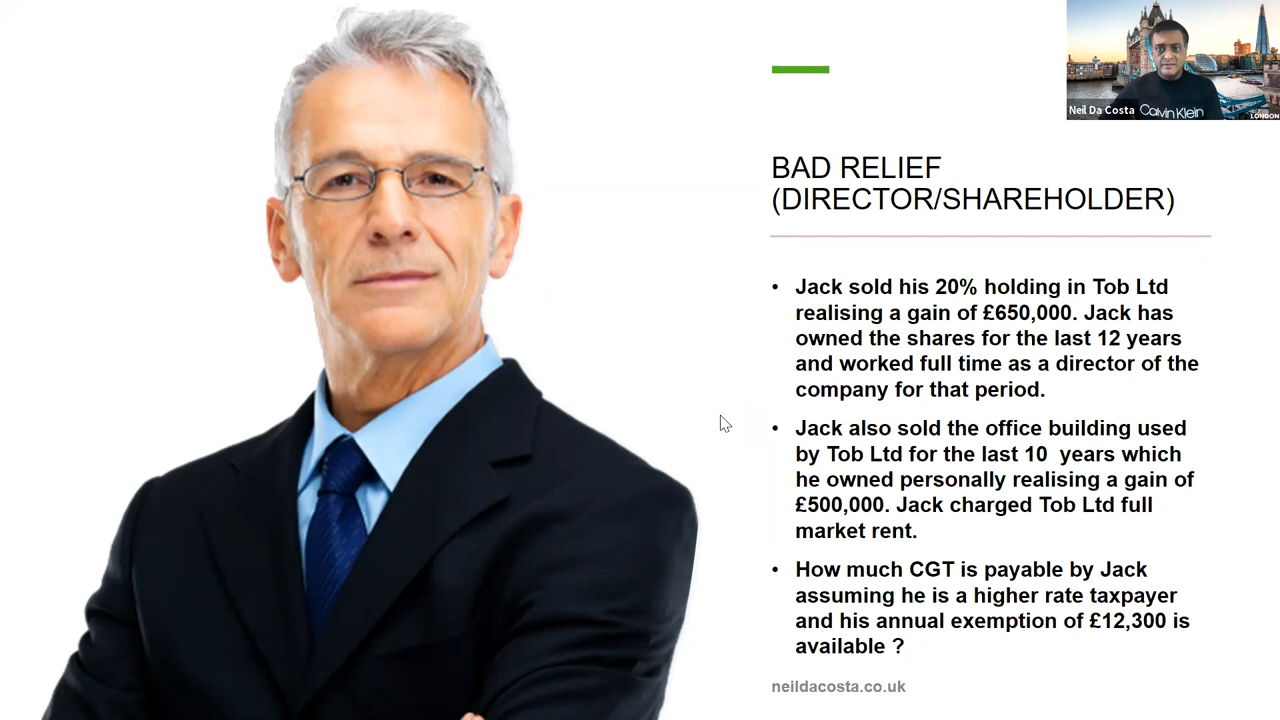 Neil Da Costa
Calvin Klein
LONDON
BAD RELIEF
(DIRECTOR/SHAREHOLDER)
• Jack sold his 20% holding in Tob Ltd
realising a gain of £650,000. Jack has
owned the shares for the last 12 years
and worked full time as a director of the
company for that period.
• Jack also sold the office building used
by Tob Ltd for the last 10 years which
he owned personally realising a gain of
£500,000. Jack charged Tob Ltd full
market rent.
• How much CGT is payable by Jack
assuming he is a higher rate taxpayer
and his annual exemption of £12,300 is
available ?
neildacosta.co.uk